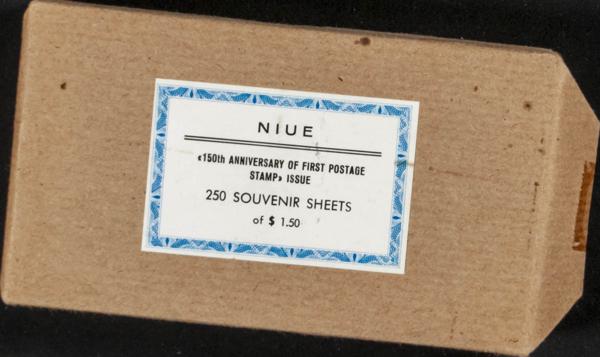 NIUE
«150th ANNIVERSARY OF FIRST POSTAGE
STAMP» ISSUE
250 SOUVENIR SHEETS
of $ 1.50